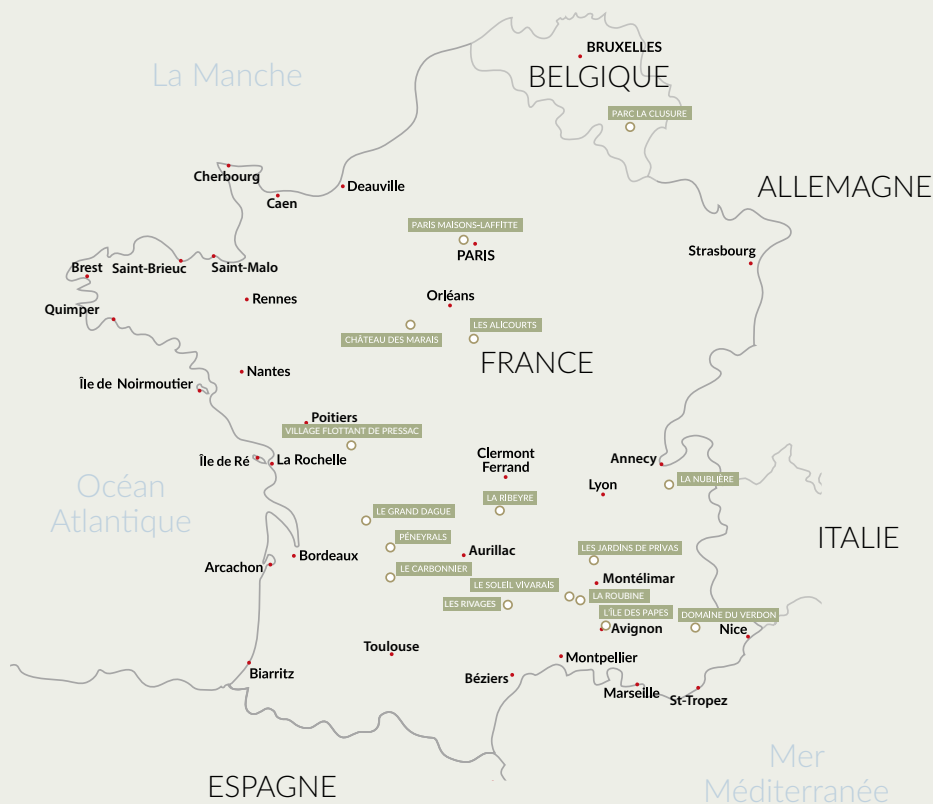 BRUXELLES
La Manche
BELGIQUE
PARC LA CLUSURE
Cherbourg
Deauville
ALLEMAGNE
Caen
PARIS MAISONS-LAFFITTE
PARIS
Strasbourg
Brest
Saint-Brieuc
Saint-Malo
Rennes
Orléans
Quimper
CHÂTEAU DES MARAIS
LES ALICOURTS
FRANCE
Nantes
Île de Noirmoutier
Poitiers
VILLAGE FLOTTANT DE PRESSAC
Île de Ré
La Rochelle
Clermont
Ferrand
Annecy
LA NUBLIÈRE
Lyon
Océan
Atlantique
LA RIBEYRE
LE GRAND DAGUE
PÉNEYRALS
ITALIE
Bordeaux
Aurillac
LES JARDINS DE PRIVAS
Arcachon
LE CARBONNIER
LE SOLEIL VIVARAIS
Montélimar
LES RIVAGES
LA ROUBINE
L'ÎLE DES PAPES
DOMAINE DU VERDON
Avignon
Nice
Toulouse
Montpellier
Biarritz
Béziers
Marseille
St-Tropez
Mer
Méditerranée
ESPAGNE